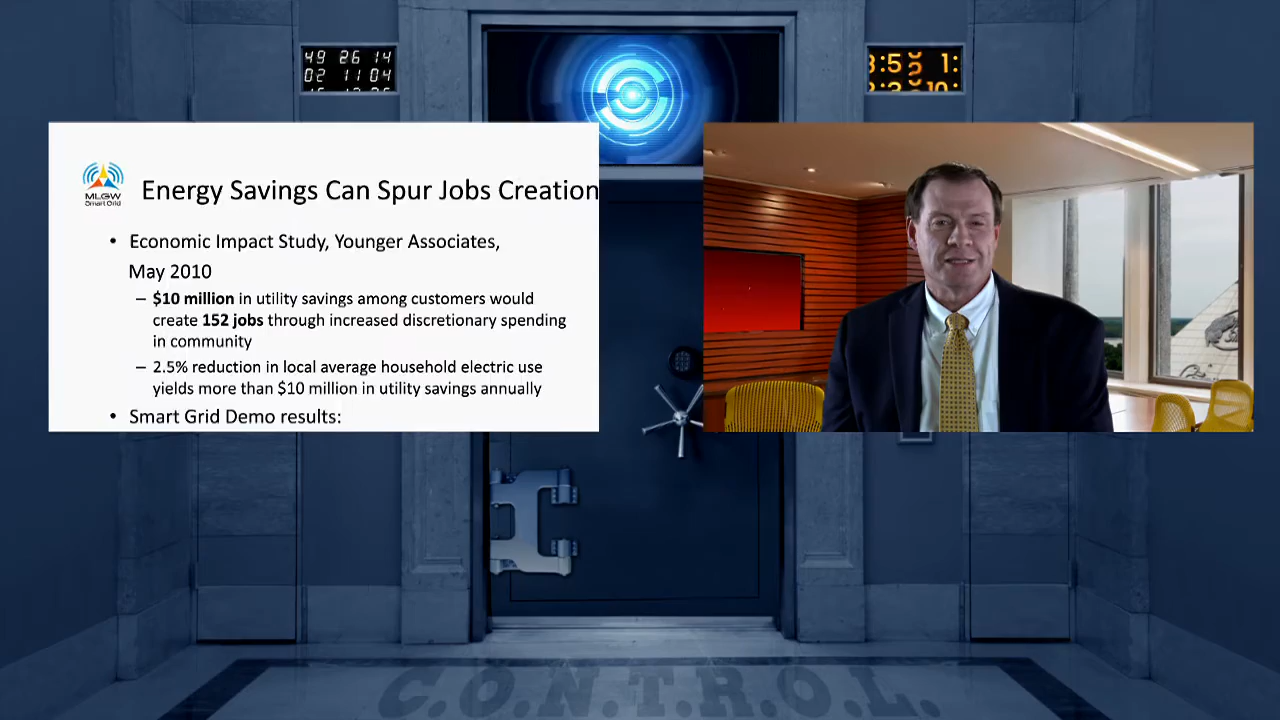 49 26 14
02 11 04
MLGW
Smart Grid
Energy Savings Can Spur Jobs Creation
• Economic Impact Study, Younger Associates,
May 2010
– $10 million in utility savings among customers would
create 152 jobs through increased discretionary spending
in community
– 2.5% reduction in local average household electric use
yields more than $10 million in utility savings annually
• Smart Grid Demo results:
C.O.N.T.R.O.L.